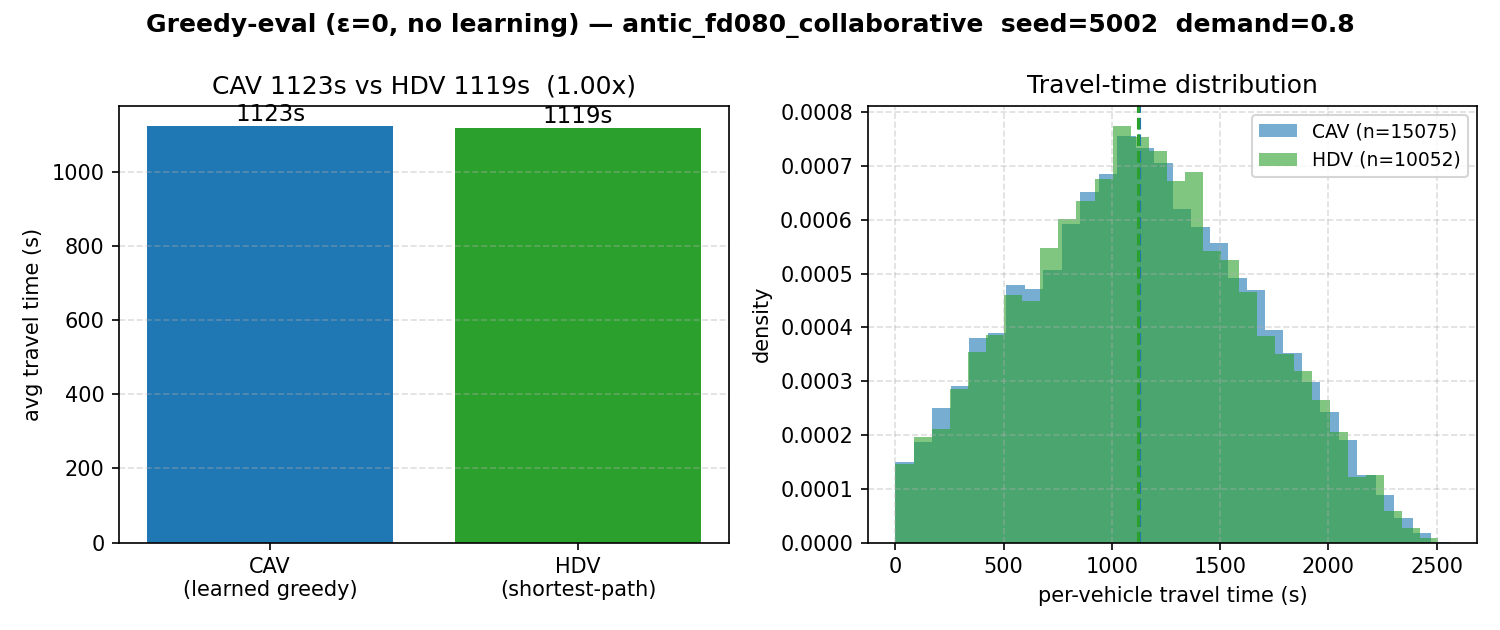 Greedy-eval (ε=0, no learning) — antic_fd080_collaborative  seed=5002  demand=0.8
CAV 1123s vs HDV 1119s  (1.00x)
1123s
1119s
avg travel time (s)
1000
800
600
400
200
0
CAV
(learned greedy)
HDV
(shortest-path)
Travel-time distribution
CAV (n=15075)
HDV (n=10052)
density
0.0008
0.0007
0.0006
0.0005
0.0004
0.0003
0.0002
0.0001
0.0000
0
500
1000
1500
2000
2500
per-vehicle travel time (s)